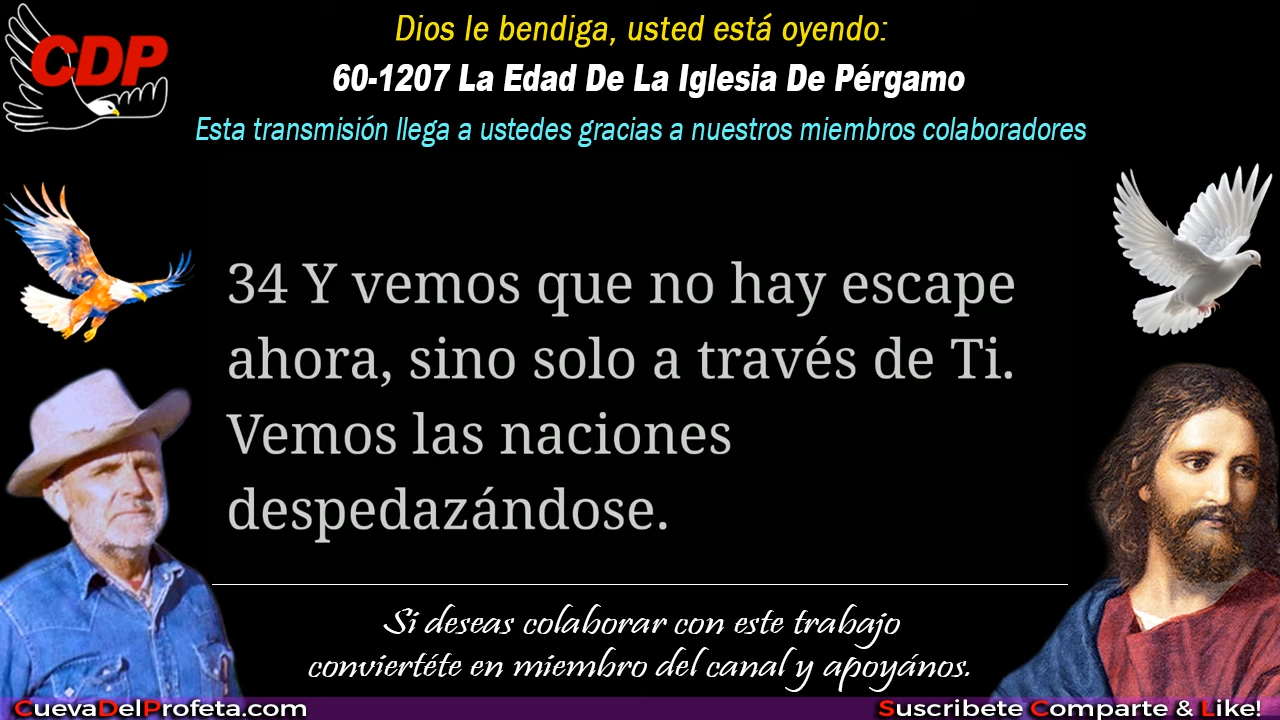 CDP
Dios le bendiga, usted está oyendo:
60-1207 La Edad De La Iglesia De Pérgamo
Esta transmisión llega a ustedes gracias a nuestros miembros colaboradores
34 Y vemos que no hay escape
ahora, sino solo a través de Ti.
Vemos las naciones
despedazándose.
Si deseas colaborar con este trabajo
conviertéte en miembro del canal y apoyános.
CuevaDelProfeta.com
Suscribete Comparte & Like!